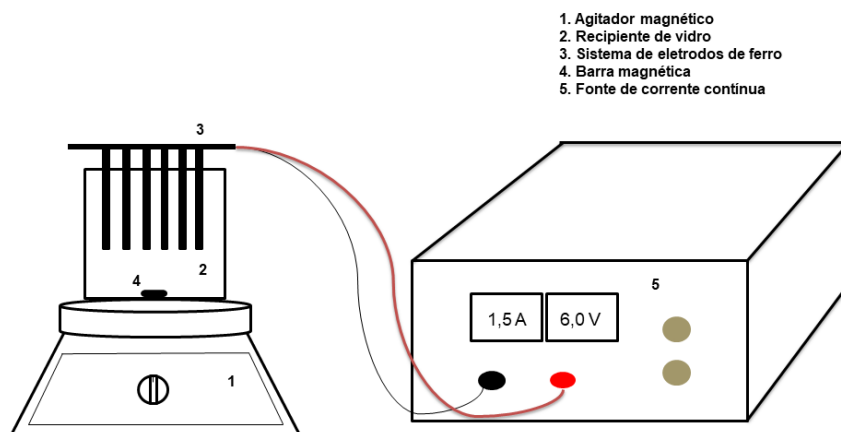 1. Agitador magnético
2. Recipiente de vidro
3. Sistema de eletrodos de ferro
4. Barra magnética
5. Fonte de corrente contínua
3
2
4
5
1,5 A
6,0 V
1